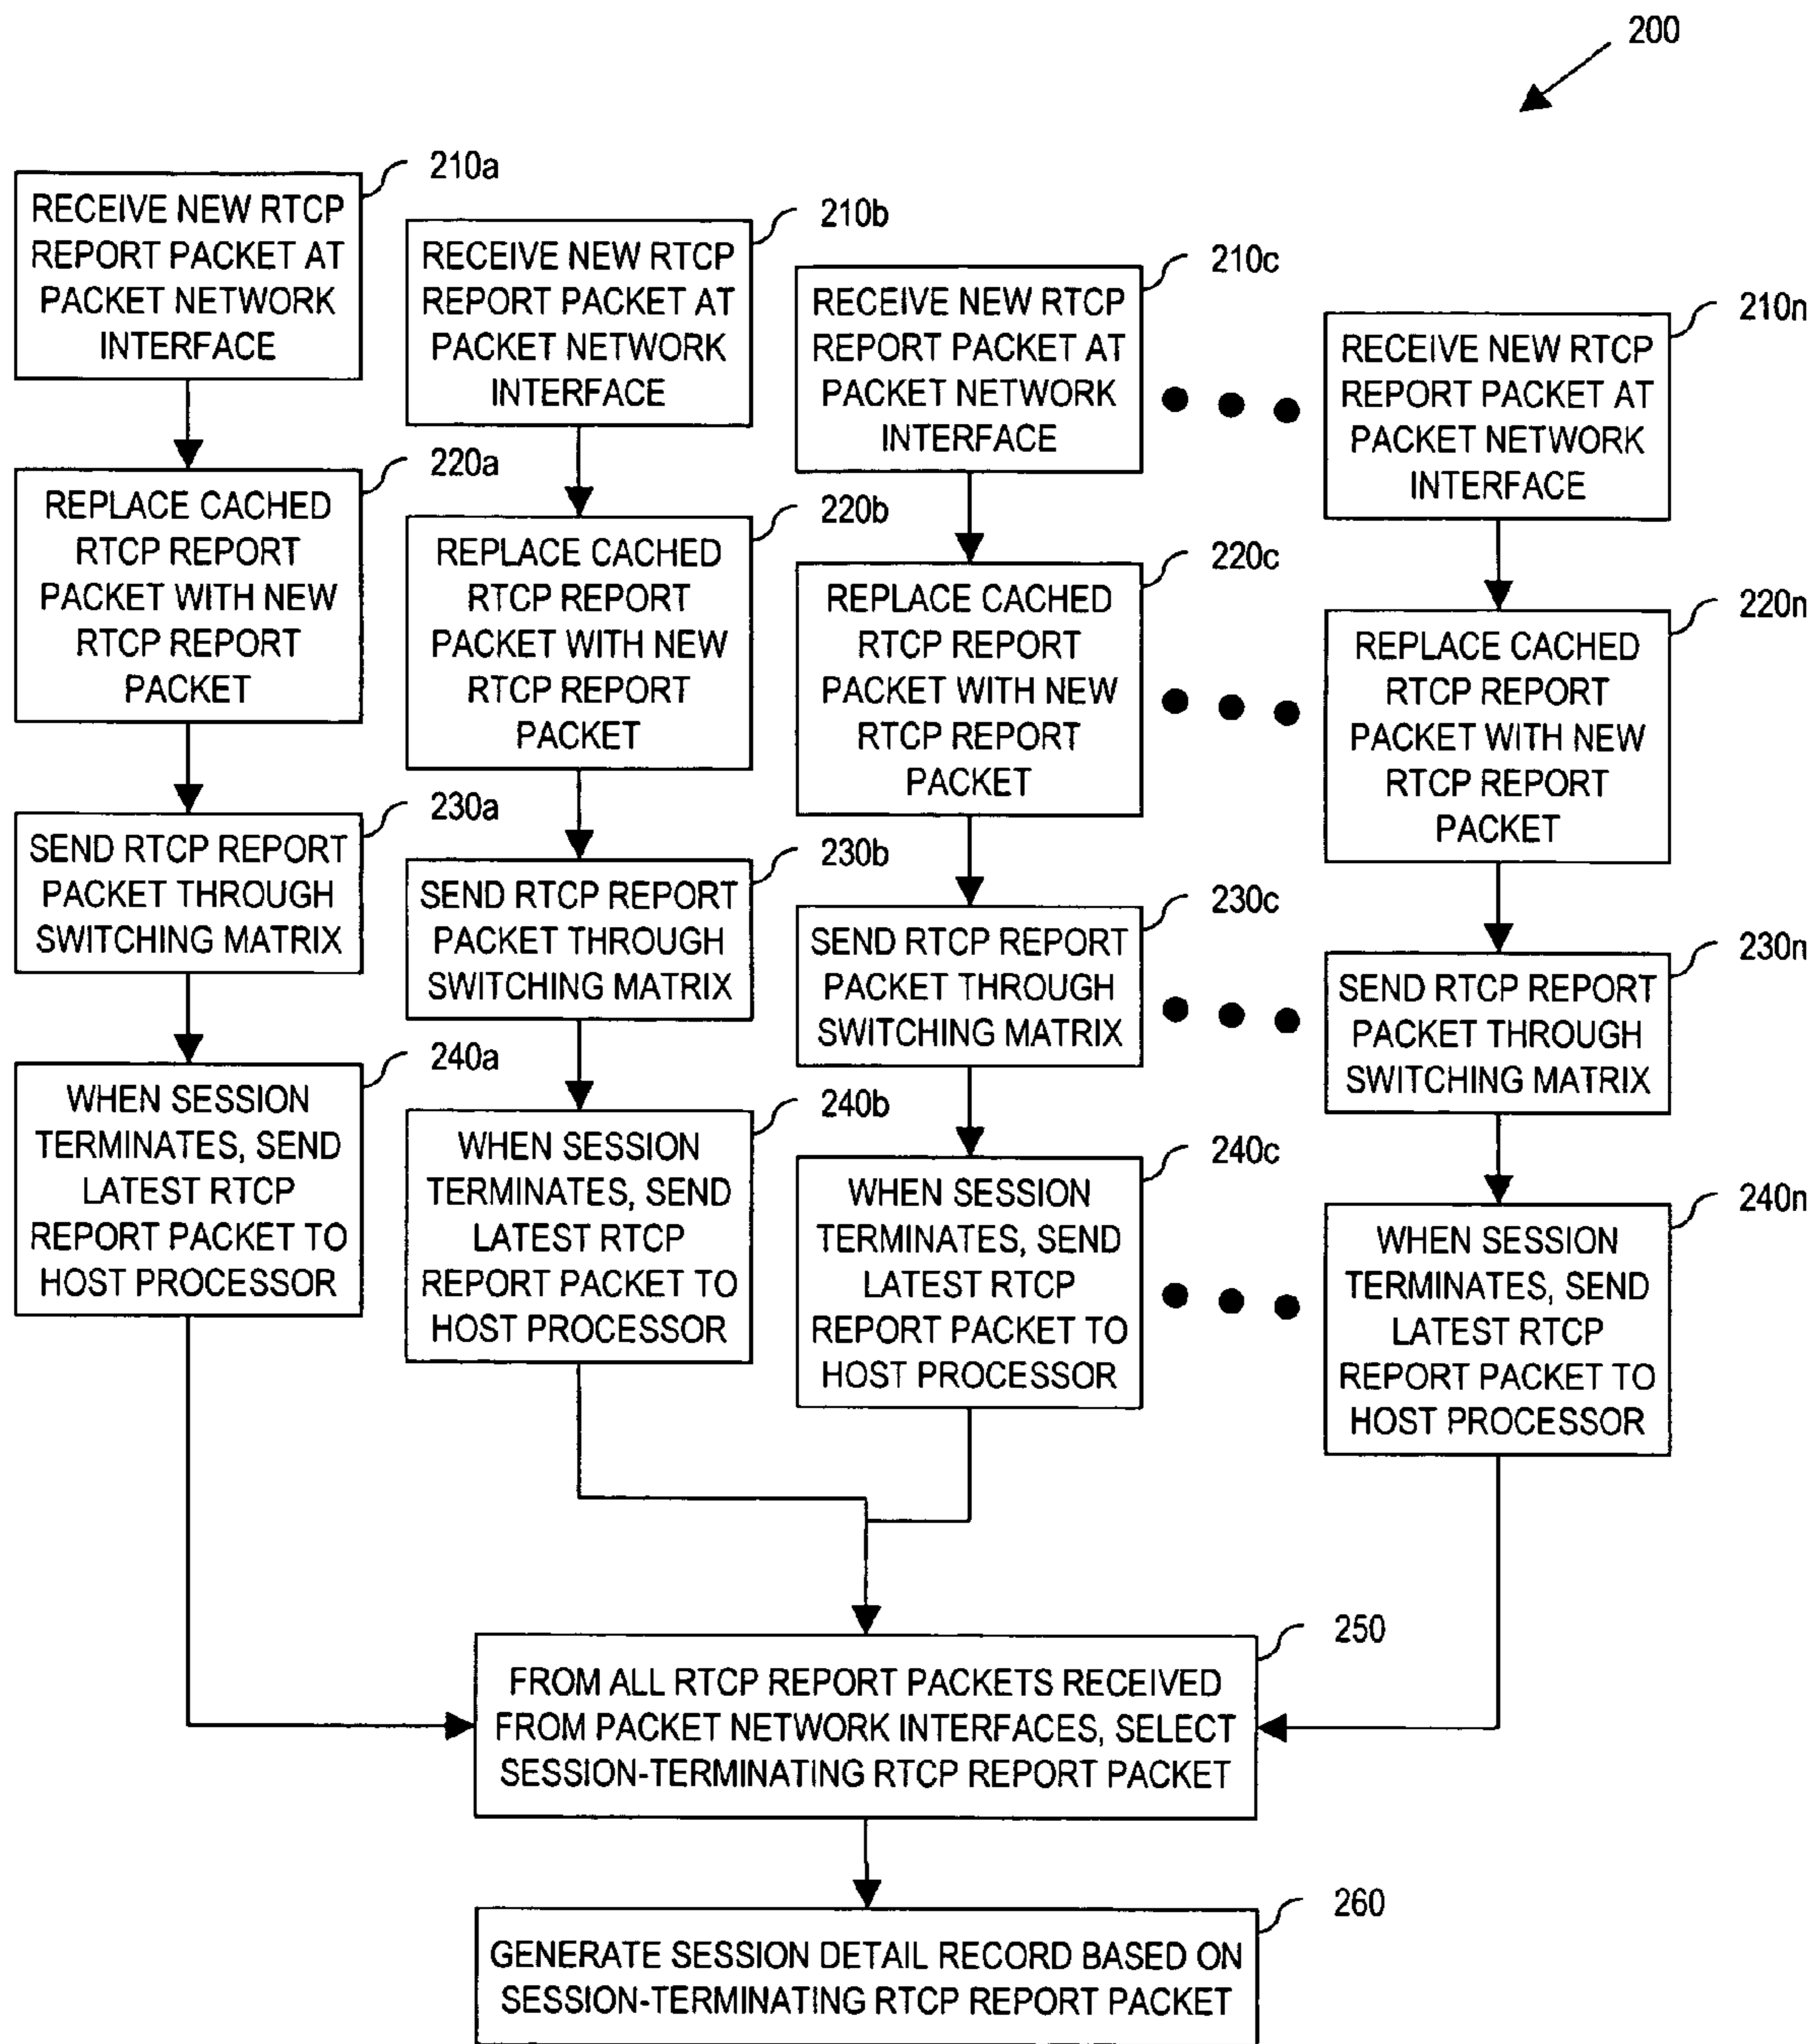 200
210a
RECEIVE NEW RTCP
REPORT PACKET AT
PACKET NETWORK
INTERFACE
220a
REPLACE CACHED
RTCP REPORT
PACKET WITH NEW
RTCP REPORT
PACKET
230a
SEND RTCP REPORT
PACKET THROUGH
SWITCHING MATRIX
240a
WHEN SESSION
TERMINATES, SEND
LATEST RTCP
REPORT PACKET TO
HOST PROCESSOR
210b
RECEIVE NEW RTCP
REPORT PACKET AT
PACKET NETWORK
INTERFACE
220b
REPLACE CACHED
RTCP REPORT
PACKET WITH NEW
RTCP REPORT
PACKET
230b
SEND RTCP REPORT
PACKET THROUGH
SWITCHING MATRIX
240b
WHEN SESSION
TERMINATES, SEND
LATEST RTCP
REPORT PACKET TO
HOST PROCESSOR
210c
RECEIVE NEW RTCP
REPORT PACKET AT
PACKET NETWORK
INTERFACE
220c
REPLACE CACHED
RTCP REPORT
PACKET WITH NEW
RTCP REPORT
PACKET
230c
SEND RTCP REPORT
PACKET THROUGH
SWITCHING MATRIX
240c
WHEN SESSION
TERMINATES, SEND
LATEST RTCP
REPORT PACKET TO
HOST PROCESSOR
210n
RECEIVE NEW RTCP
REPORT PACKET AT
PACKET NETWORK
INTERFACE
220n
REPLACE CACHED
RTCP REPORT
PACKET WITH NEW
RTCP REPORT
PACKET
230n
SEND RTCP REPORT
PACKET THROUGH
SWITCHING MATRIX
240n
WHEN SESSION
TERMINATES, SEND
LATEST RTCP
REPORT PACKET TO
HOST PROCESSOR
250
FROM ALL RTCP REPORT PACKETS RECEIVED
FROM PACKET NETWORK INTERFACES, SELECT
SESSION-TERMINATING RTCP REPORT PACKET
260
GENERATE SESSION DETAIL RECORD BASED ON
SESSION-TERMINATING RTCP REPORT PACKET